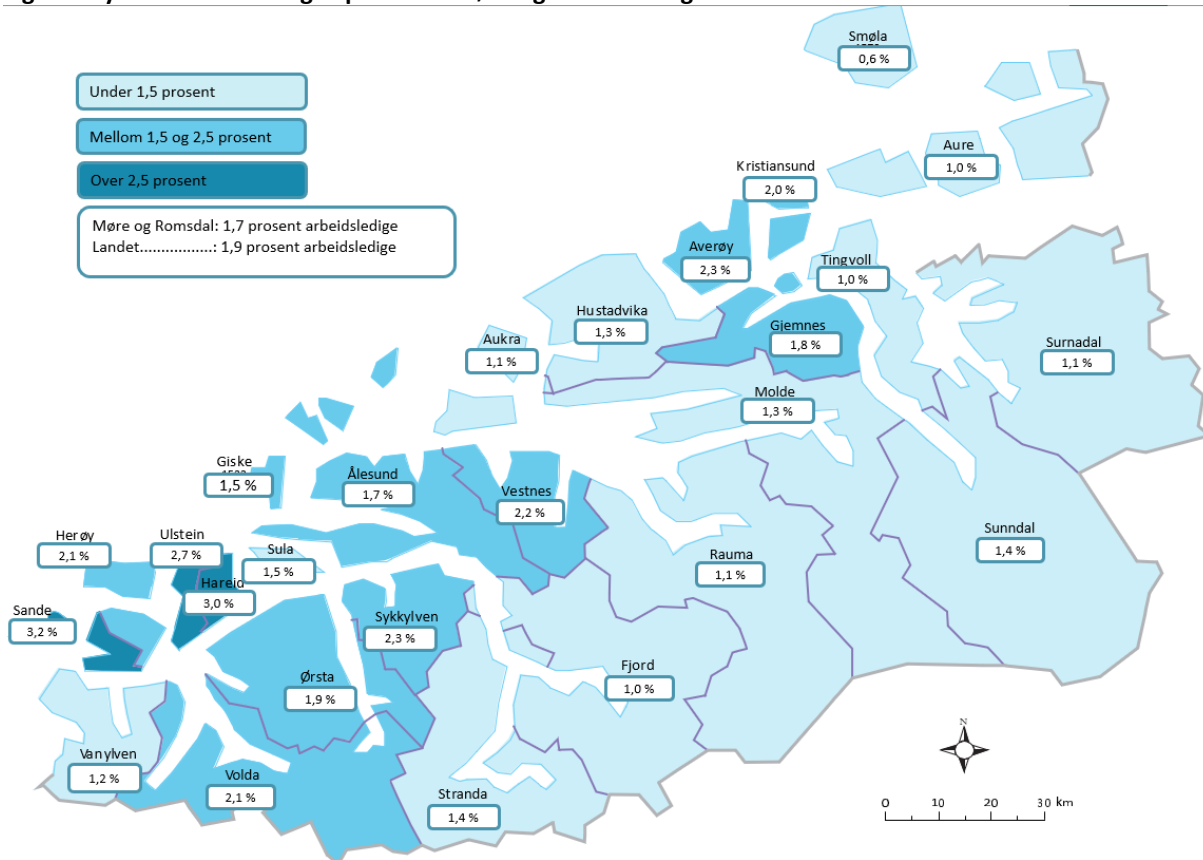 Smøla
0,6 %
Under 1,5 prosent
Mellom 1,5 og 2,5 prosent
Over 2,5 prosent
Møre og Romsdal: 1,7 prosent arbeidsledige
Landet.................: 1,9 prosent arbeidsledige
Aure
1,0 %
Kristiansund
2,0 %
Averøy
2,3 %
Tingvoll
1,0 %
Hustadvika
1,3 %
Gjemnes
1,8 %
Aukra
1,1 %
Surnadal
1,1 %
Molde
1,3 %
Giske
1,5 %
Ålesund
1,7 %
Vestnes
2,2 %
Herøy
2,1 %
Ulstein
2,7 %
Sula
1,5 %
Rauma
1,1 %
Sunndal
1,4 %
Hareid
3,0 %
Sande
3,2 %
Sykkylven
2,3 %
Ørsta
1,9 %
Fjord
1,0 %
Vanylven
1,2 %
Volda
2,1 %
Stranda
1,4 %
N
0 10 20 30 km